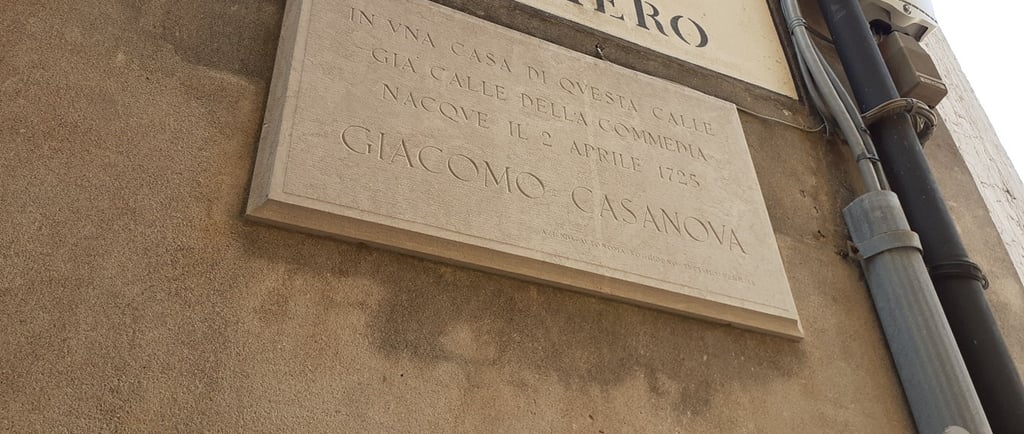 IERO
IN VNA CASA DI QVESTA CALLE
GIÀ CALLE DELLA COMMEDIA
NACQVE IL 2 APRILE 1725
GIACOMO CASANOVA